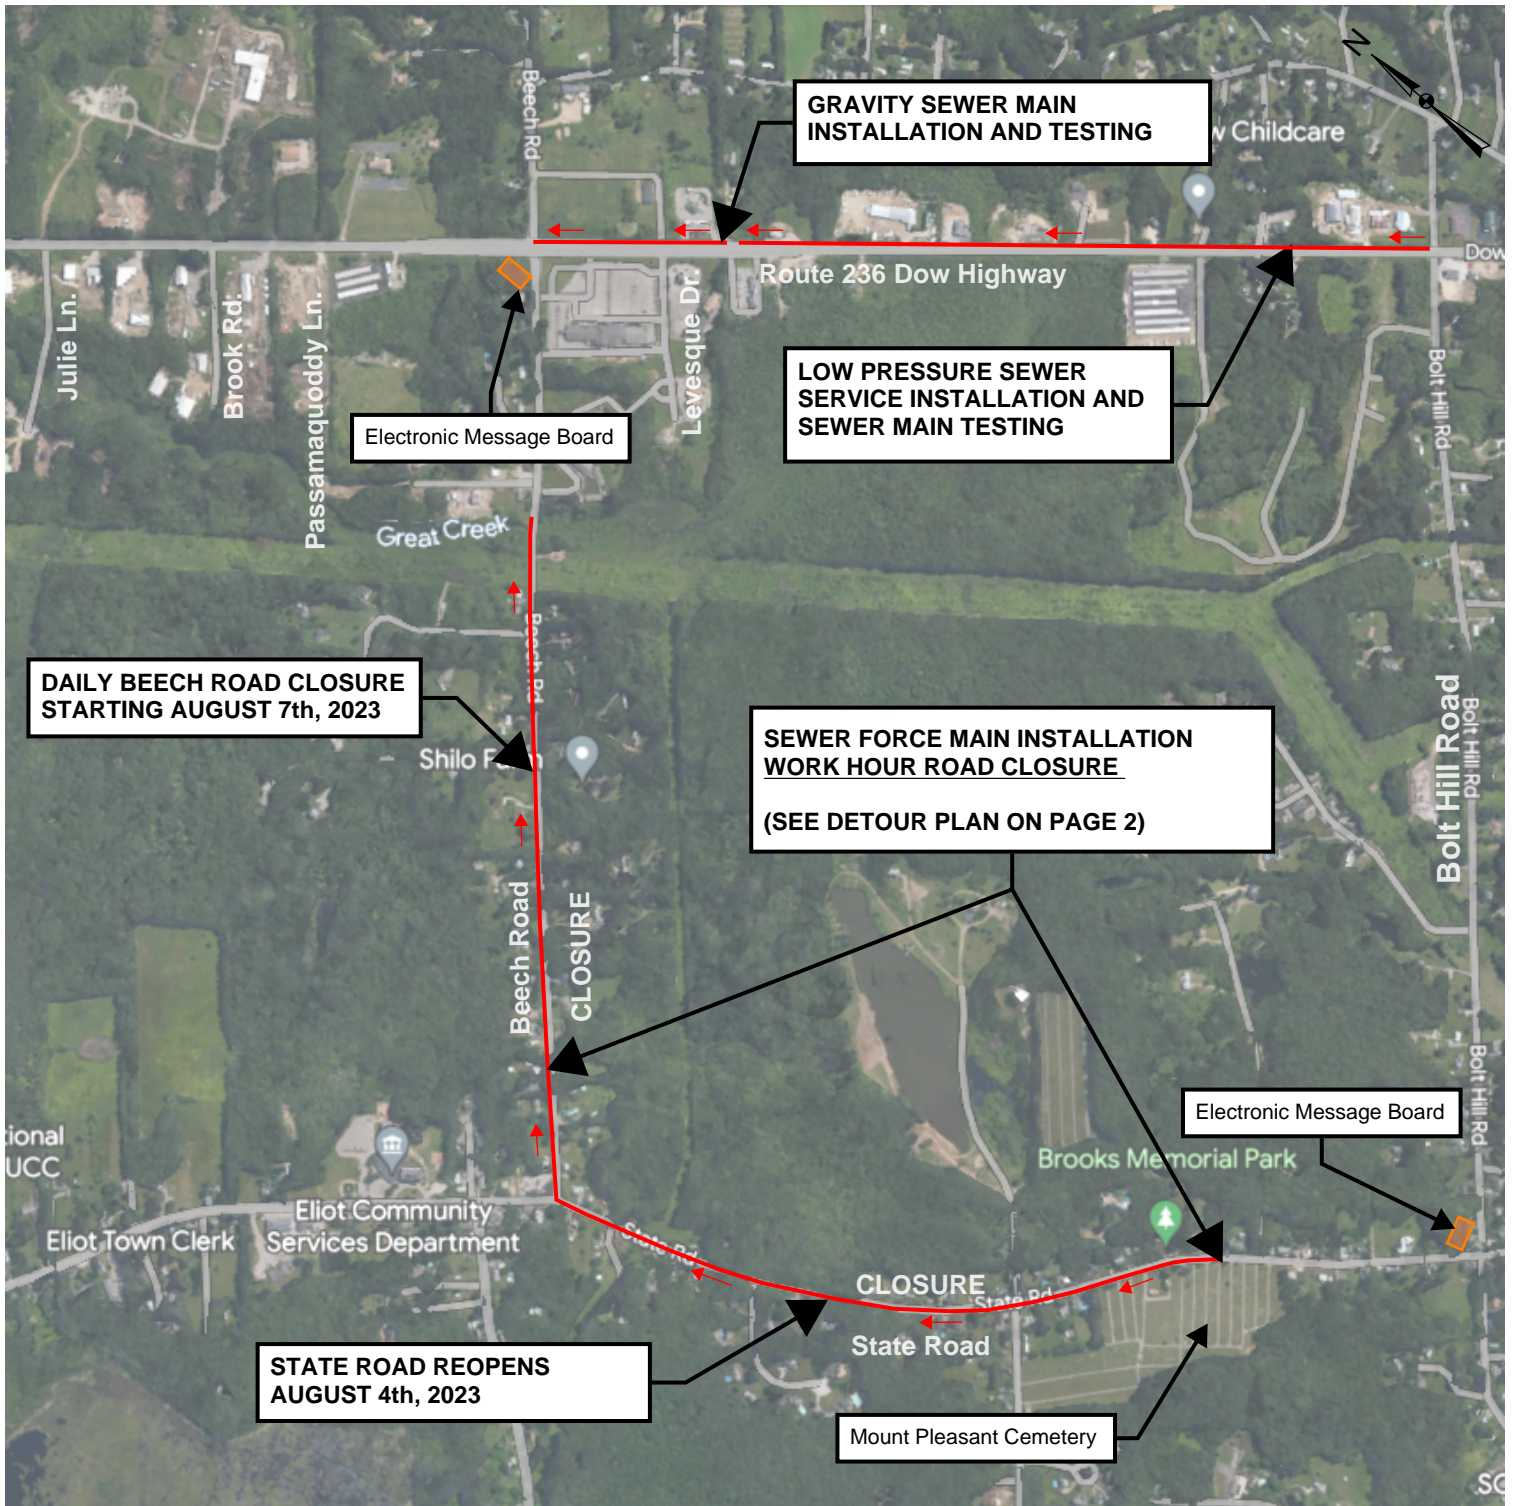 N
Beech Rd
GRAVITY SEWER MAIN
INSTALLATION AND TESTING
Childcare
Dow
Route 236 Dow Highway
Julie Ln.
Brook Rd.
Passamaquoddy Ln.
Levesque Dr.
Bolt Hill Rd
LOW PRESSURE SEWER
SERVICE INSTALLATION AND
SEWER MAIN TESTING
Electronic Message Board
Great Creek
Beech Rd
DAILY BEECH ROAD CLOSURE
STARTING AUGUST 7th, 2023
Shilo Farm
SEWER FORCE MAIN INSTALLATION
WORK HOUR ROAD CLOSURE
(SEE DETOUR PLAN ON PAGE 2)
Bolt Hill Road
Bolt Hill Rd
Beech Road
CLOSURE
Bolt Hill Rd
Electronic Message Board
tional
UCC
Brooks Memorial Park
Eliot Community
Services Department
Eliot Town Clerk
State Rd
CLOSURE
State Rd
State Road
STATE ROAD REOPENS
AUGUST 4th, 2023
Mount Pleasant Cemetery
SC